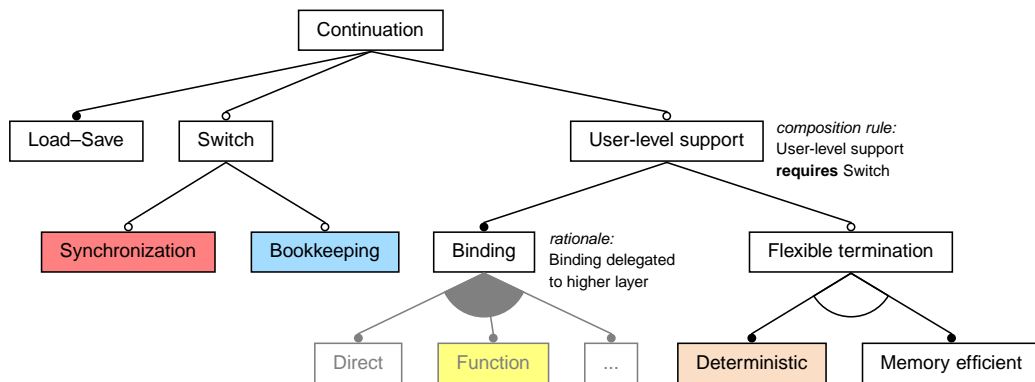 Continuation
Load–Save
Switch
User-level support
composition rule:
User-level support
requires Switch
Synchronization
Bookkeeping
Binding
rationale:
Binding delegated
to higher layer
Flexible termination
Direct
Function
...
Deterministic
Memory efficient